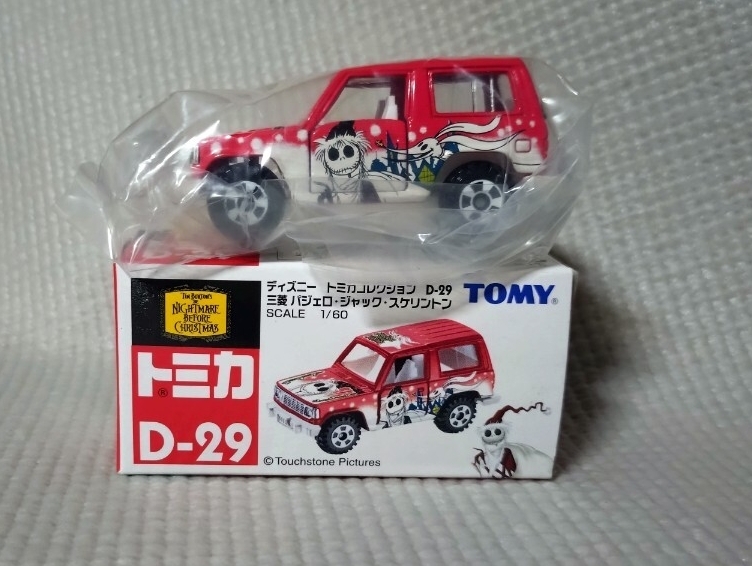 TIM BURTON'S
THE
NIGHTMARE
BEFORE
CHRISTMAS
ディズニー トミカコレクション D-29
三菱 パジェロ・ジャック・スケリントン
SCALE 1/60
TOMY®
トミカ®
D-29
©Touchstone Pictures